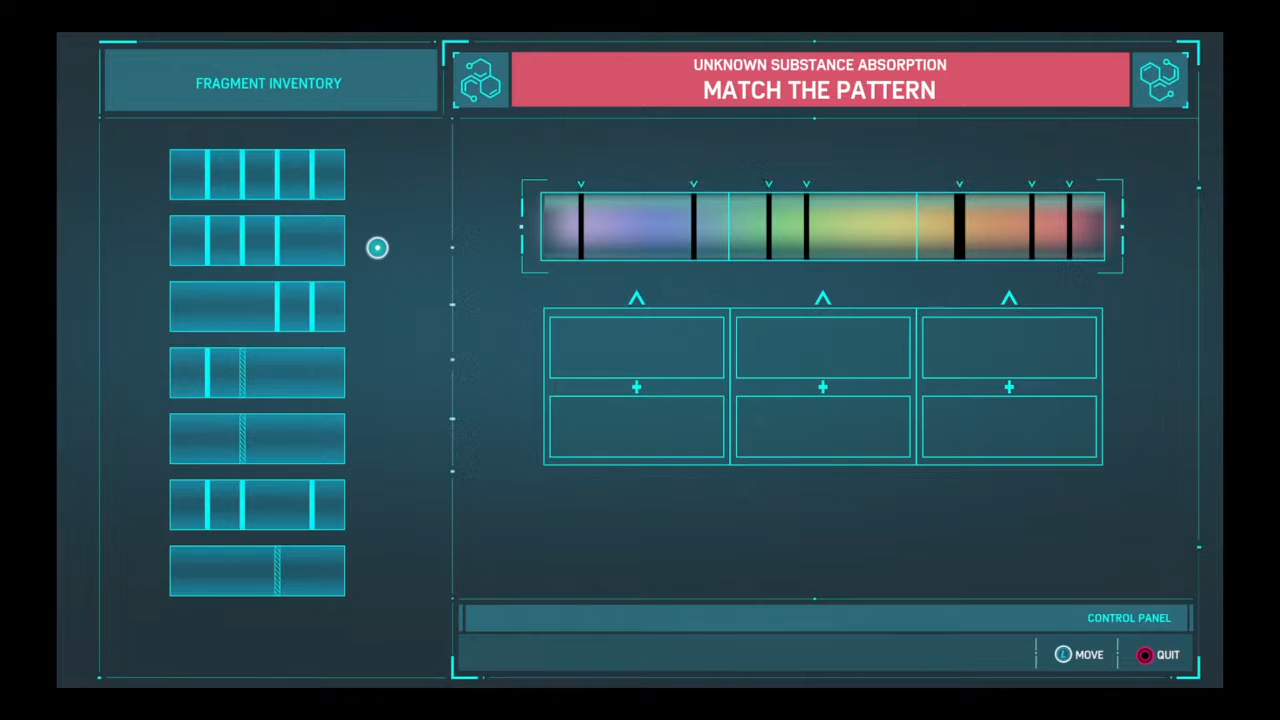 FRAGMENT INVENTORY
UNKNOWN SUBSTANCE ABSORPTION
MATCH THE PATTERN
CONTROL PANEL
L MOVE
QUIT